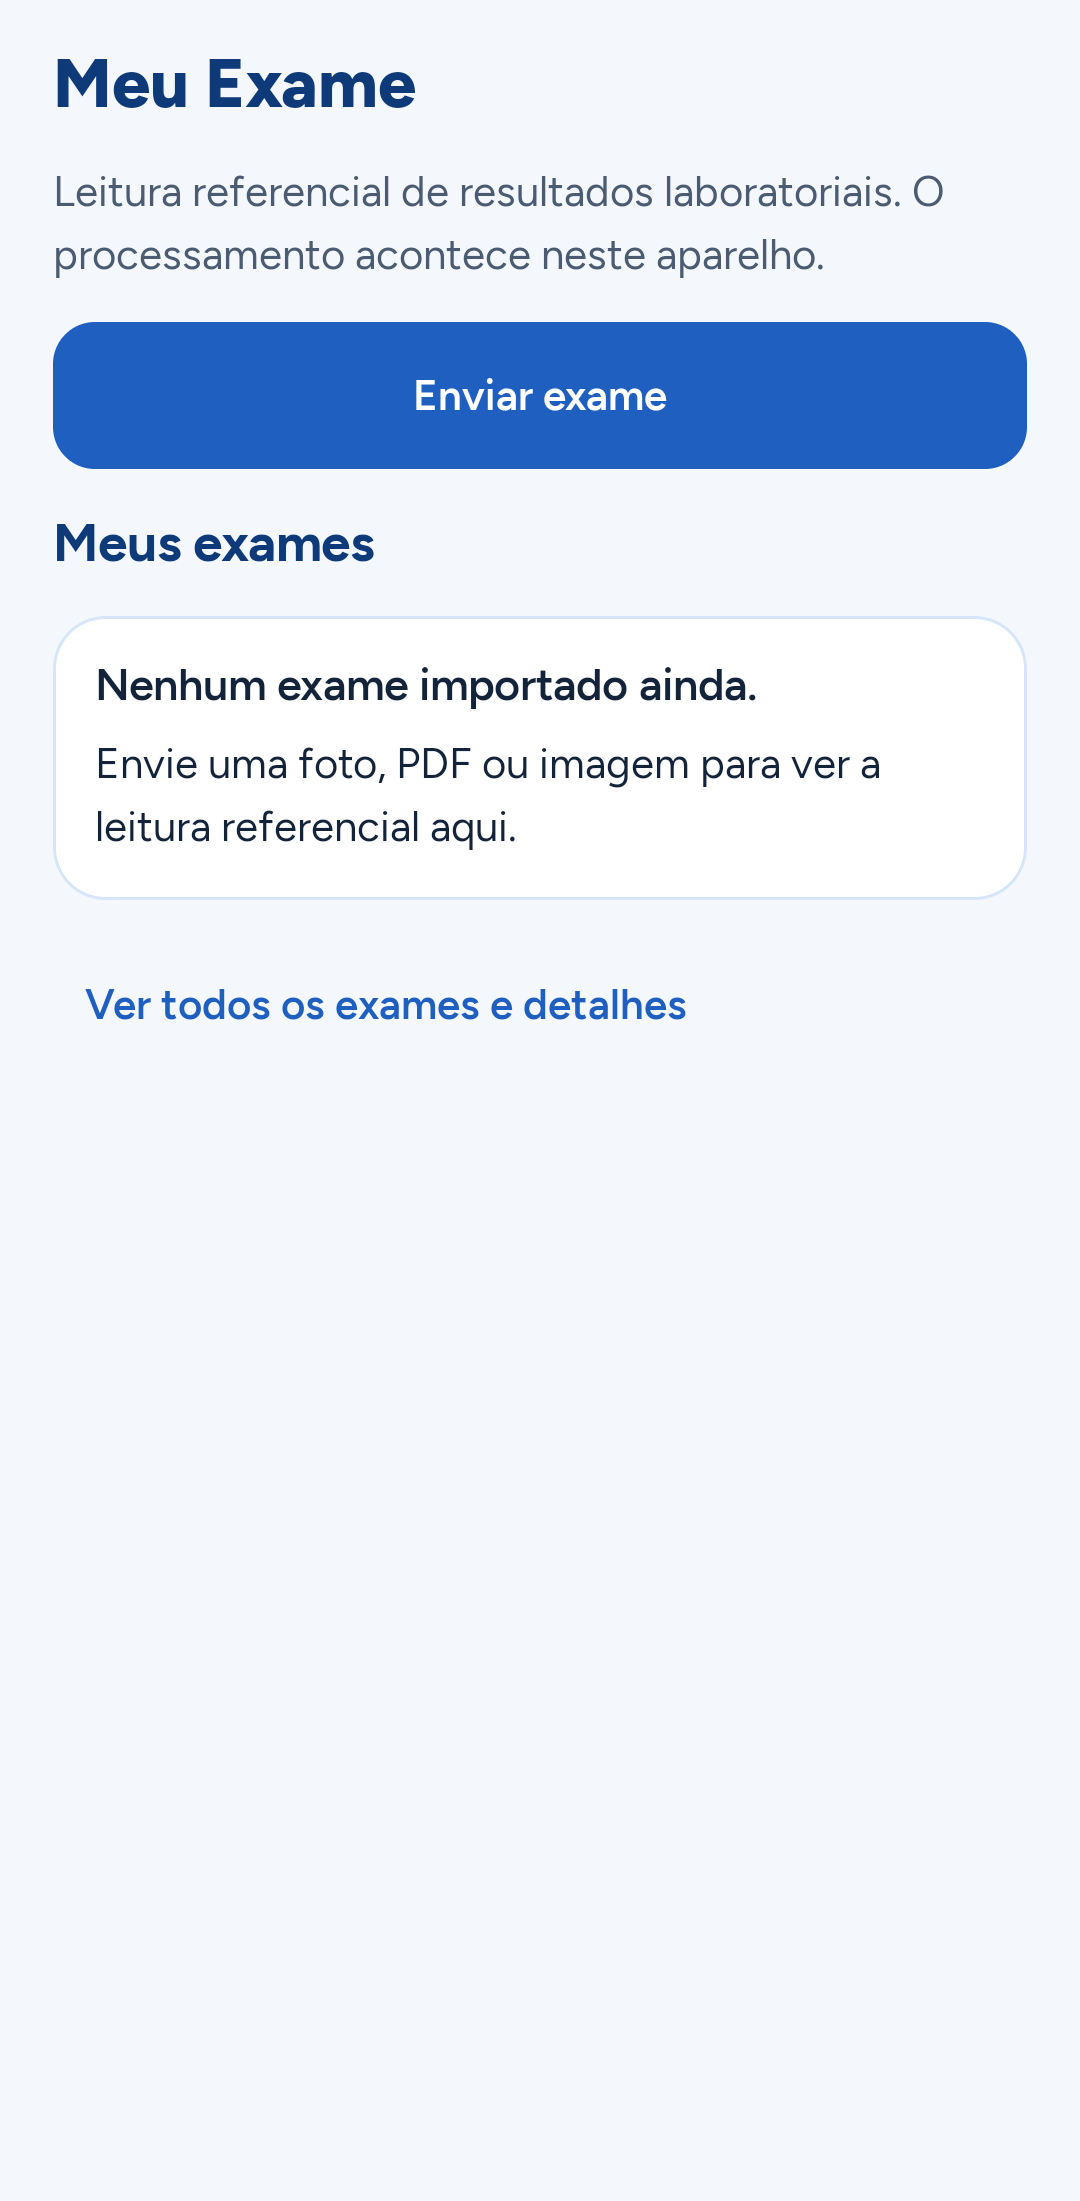 Meu Exame
Leitura referencial de resultados laboratoriais. O
processamento acontece neste aparelho.
Enviar exame
Meus exames
Nenhum exame importado ainda.
Envie uma foto, PDF ou imagem para ver a
leitura referencial aqui.
Ver todos os exames e detalhes